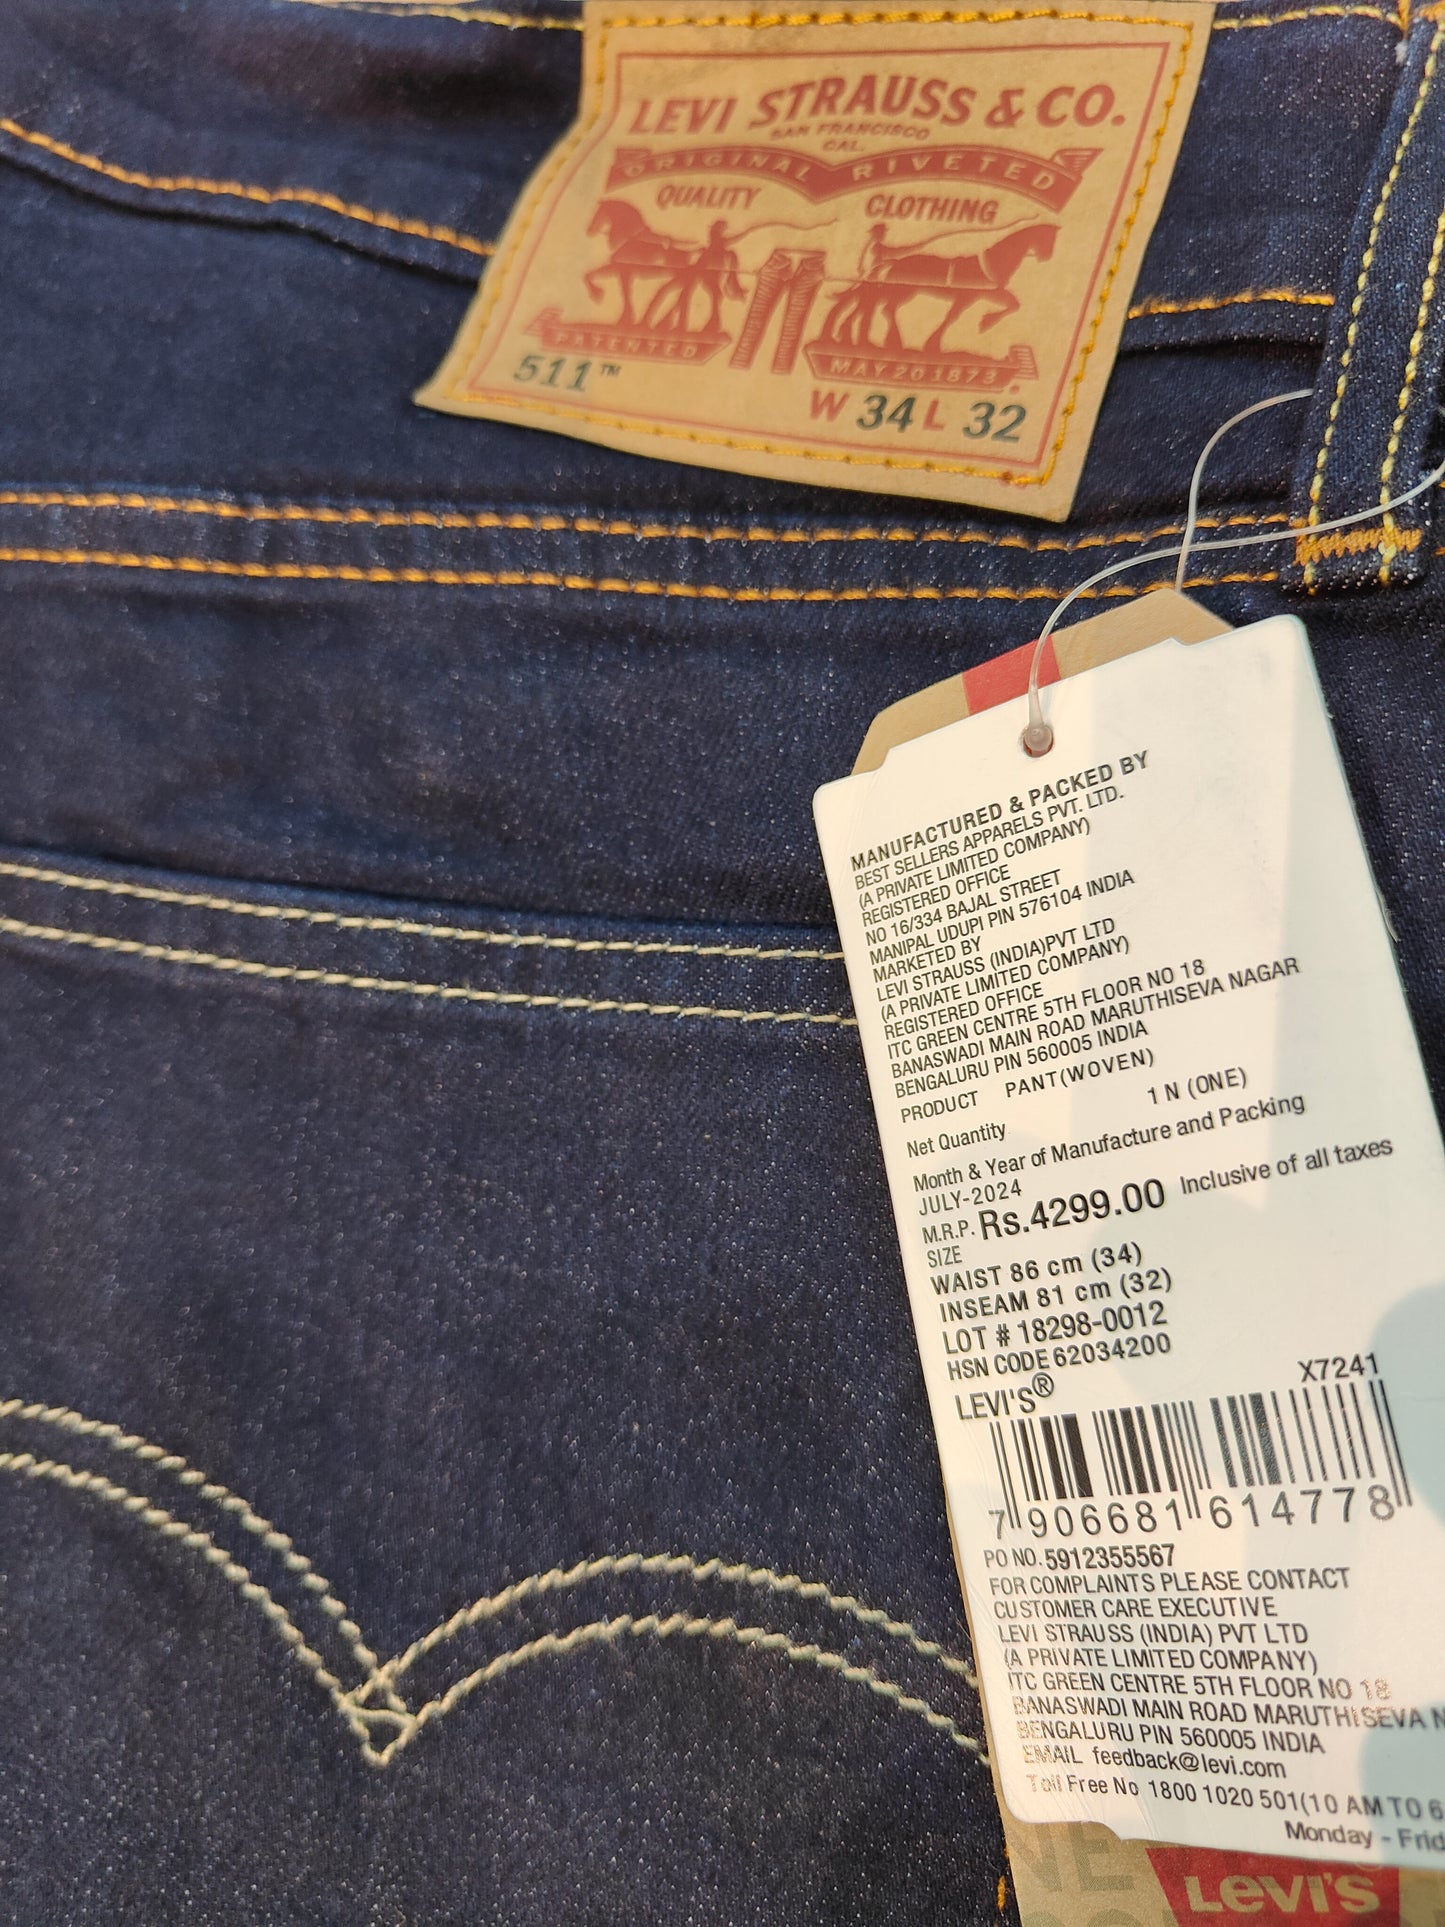 LEVI STRAUSS & CO.
SAN FRANCISCO
CAL.
ORIGINAL RIVETED
QUALITY CLOTHING
PATENTED
MAY 20 1873
511™
W 34 L 32
MANUFACTURED & PACKED BY
BEST SELLERS APPARELS PVT. LTD.
(A PRIVATE LIMITED COMPANY)
REGISTERED OFFICE
NO 16/334 BAJAL STREET
MANIPAL UDUPI PIN 576104 INDIA
MARKETED BY
LEVI STRAUSS (INDIA)PVT LTD
(A PRIVATE LIMITED COMPANY)
REGISTERED OFFICE
ITC GREEN CENTRE 5TH FLOOR NO 18
BANASWADI MAIN ROAD MARUTHISEVA NAGAR
BENGALURU PIN 560005 INDIA
PRODUCT PANT(WOVEN)
Net Quantity 1 N (ONE)
Month & Year of Manufacture and Packing
JULY-2024
M.R.P. Rs.4299.00 Inclusive of all taxes
SIZE
WAIST 86 cm (34)
INSEAM 81 cm (32)
LOT # 18298-0012
HSN CODE 62034200
LEVI'S® X7241
7 906681 614778
PO NO. 5912355567
FOR COMPLAINTS PLEASE CONTACT
CUSTOMER CARE EXECUTIVE
LEVI STRAUSS (INDIA) PVT LTD
(A PRIVATE LIMITED COMPANY)
ITC GREEN CENTRE 5TH FLOOR NO 18
BANASWADI MAIN ROAD MARUTHISEVA N
BENGALURU PIN 560005 INDIA
EMAIL feedback@levi.com
Toll Free No 1800 1020 501(10 AM TO 6
Monday - Frid
LEVI'S